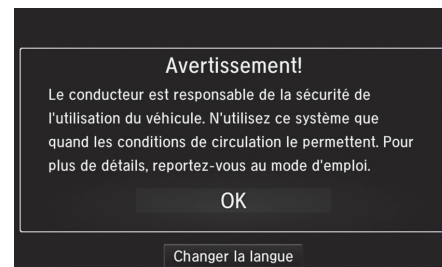 Avertissement!
Le conducteur est responsable de la sécurité de
l'utilisation du véhicule. N'utilisez ce système que
quand les conditions de circulation le permettent. Pour
plus de détails, reportez-vous au mode d'emploi.
OK
Changer la langue